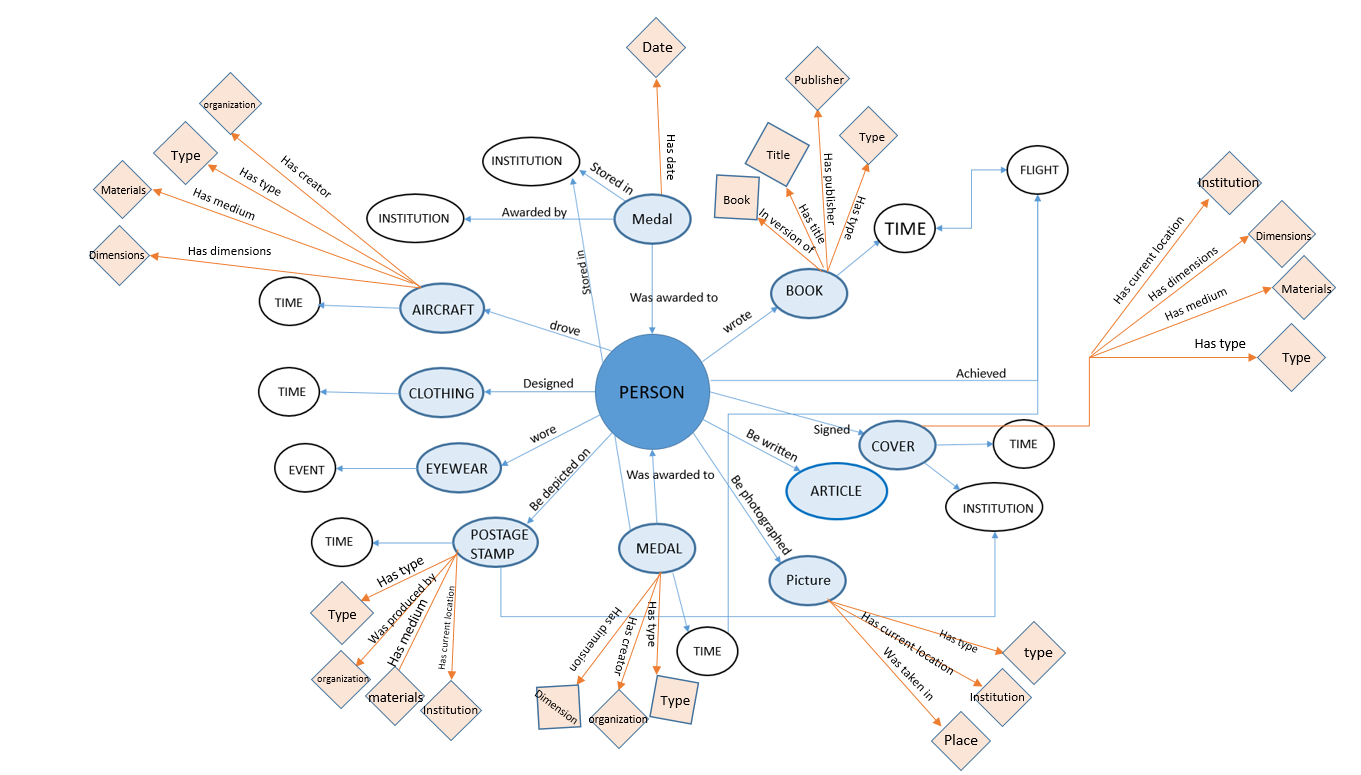 Date
Publisher
organization
Type
Title
Type
Materials
Book
Dimensions
Has creator
Has type
Has medium
Has dimensions
INSTITUTION
INSTITUTION
Stored in
Has date
Awarded by
Medal
Stored in
Was awarded to
In version of
Has title
Has publisher
Has type
TIME
FLIGHT
BOOK
wrote
Institution
Dimensions
Materials
Type
Has current location
Has dimensions
Has medium
Has type
TIME
AIRCRAFT
drove
TIME
CLOTHING
Designed
PERSON
Achieved
EVENT
EYEWEAR
wore
Was awarded to
Be written
Signed
COVER
TIME
ARTICLE
INSTITUTION
Be depicted on
Be photographed
TIME
POSTAGE
STAMP
MEDAL
Picture
Has type
Was produced by
Has medium
Has current location
Type
organization
materials
Institution
Has dimension
Has creator
Has type
TIME
Dimension
organization
Type
Has type
Has current location
Was taken in
type
Institution
Place